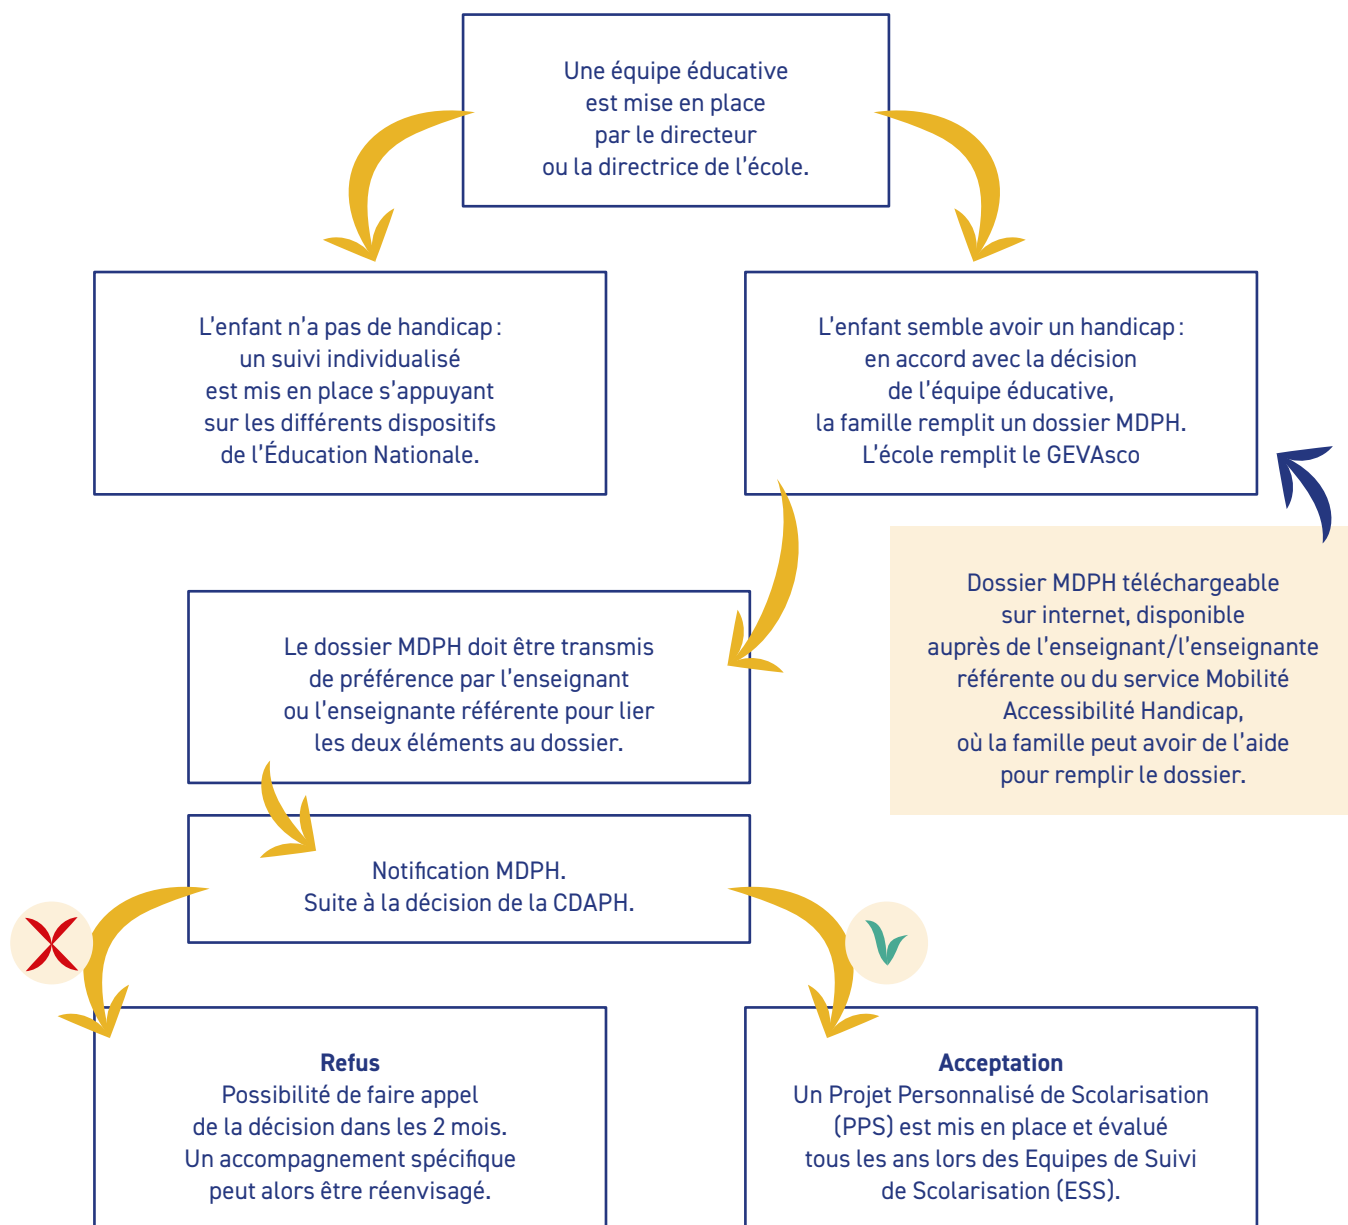 Une équipe éducative
est mise en place
par le directeur
ou la directrice de l'école.
L'enfant n'a pas de handicap :
un suivi individualisé
est mis en place s'appuyant
sur les différents dispositifs
de l'Éducation Nationale.
L'enfant semble avoir un handicap :
en accord avec la décision
de l'équipe éducative,
la famille remplit un dossier MDPH.
L'école remplit le GEVAsco
Dossier MDPH téléchargeable
sur internet, disponible
auprès de l'enseignant/l'enseignante
référente ou du service Mobilité
Accessibilité Handicap,
où la famille peut avoir de l'aide
pour remplir le dossier.
Le dossier MDPH doit être transmis
de préférence par l'enseignant
ou l'enseignante référente pour lier
les deux éléments au dossier.
Notification MDPH.
Suite à la décision de la CDAPH.
Refus
Possibilité de faire appel
de la décision dans les 2 mois.
Un accompagnement spécifique
peut alors être réenvisagé.
Acceptation
Un Projet Personnalisé de Scolarisation
(PPS) est mis en place et évalué
tous les ans lors des Equipes de Suivi
de Scolarisation (ESS).